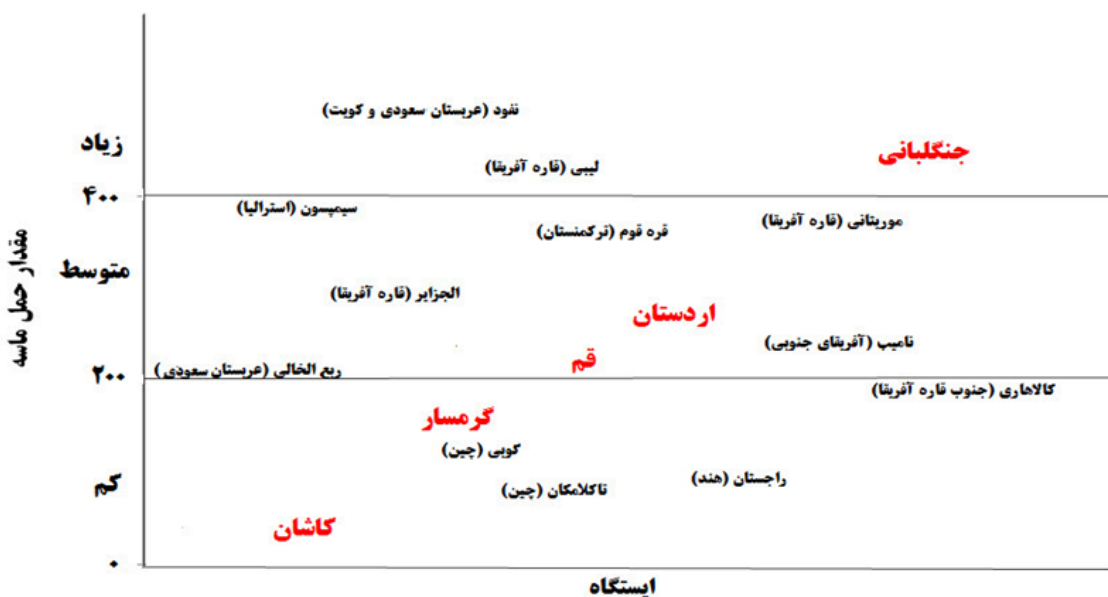 نفود (عربستان سعودی و کویت)
زیاد
جنگلبانی
لیبی (قاره آفریقا)
۴۰۰
سیمپسون (استرالیا)
موریتانی (قاره آفریقا)
قره قوم (ترکمنستان)
مقدار حمل ماسه
متوسط
الجزایر (قاره آفریقا)
اردستان
نامیب (آفریقای جنوبی)
قم
ربع الخالی (عربستان سعودی)
۲۰۰
کالاهاری (جنوب قاره آفریقا)
گرمسار
کوبی (چین)
راجستان (هند)
کم
تاکلامکان (چین)
کاشان
۰
ایستگاه